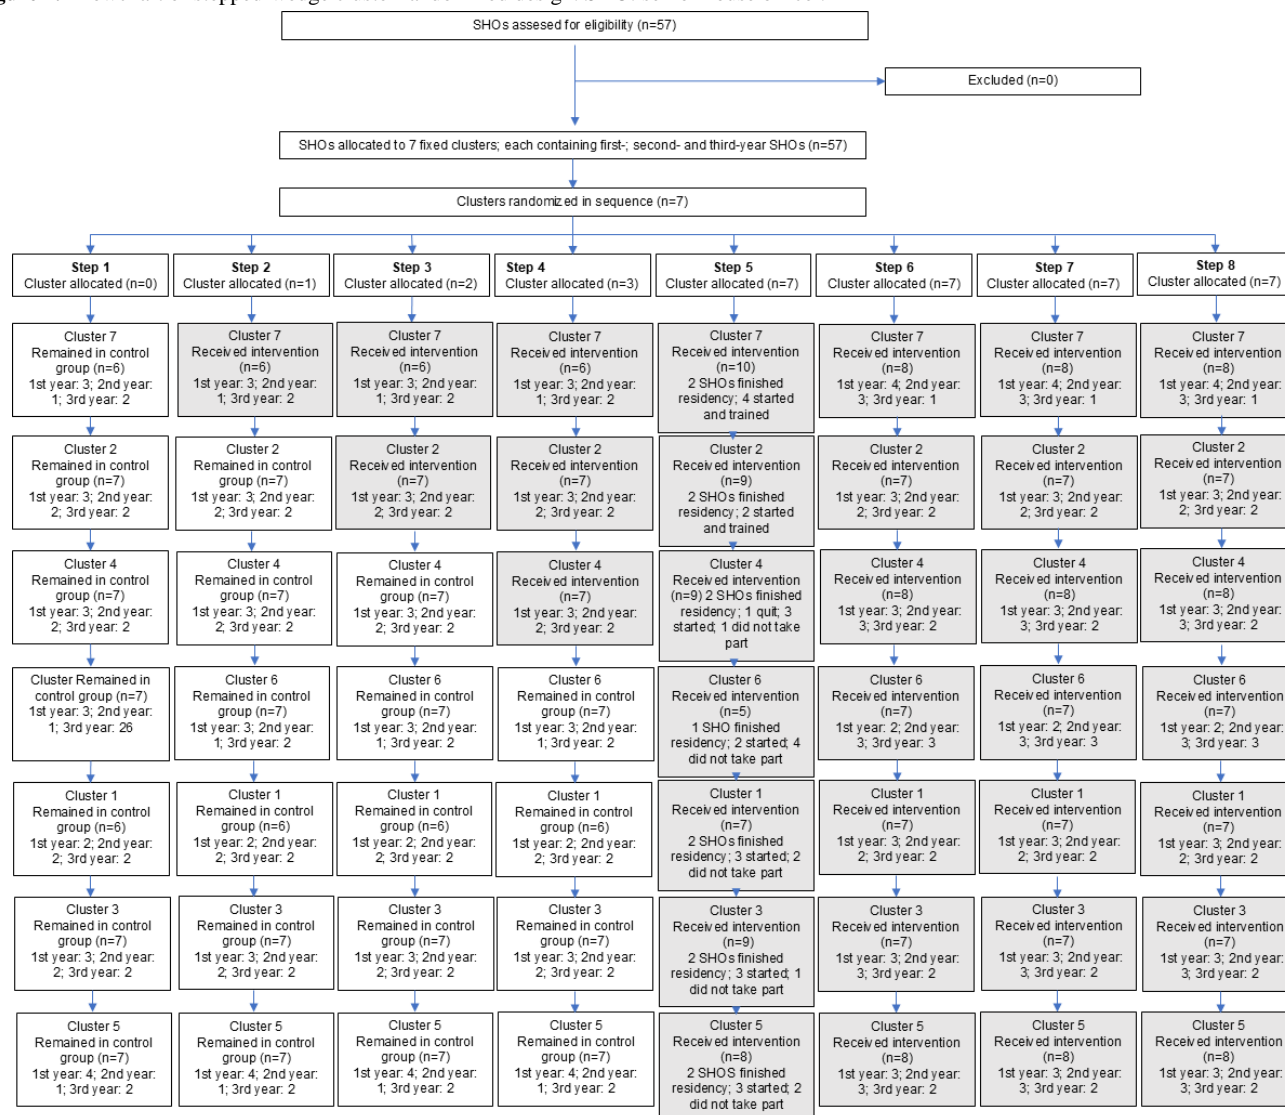 SHOs assesed for eligibility (n=57)
Excluded (n=0)
SHOs allocated to 7 fixed clusters; each containing first-; second- and third-year SHOs (n=57)
Clusters randomized in sequence (n=7)
Step 1
Cluster allocated (n=0)
Cluster 7
Remained in control
group (n=6)
1st year: 3; 2nd year:
1; 3rd year: 2
Cluster 2
Remained in control
group (n=7)
1st year: 3; 2nd year:
2; 3rd year: 2
Cluster 4
Remained in control
group (n=7)
1st year: 3; 2nd year:
2; 3rd year: 2
Cluster Remained in
control group (n=7)
1st year: 3; 2nd year:
1; 3rd year: 26
Cluster 1
Remained in control
group (n=6)
1st year: 2; 2nd year:
2; 3rd year: 2
Cluster 3
Remained in control
group (n=7)
1st year: 3; 2nd year:
2; 3rd year: 2
Cluster 5
Remained in control
group (n=7)
1st year: 4; 2nd year:
1; 3rd year: 2
Step 2
Cluster allocated (n=1)
Cluster 7
Received intervention
(n=6)
1st year: 3; 2nd year:
1; 3rd year: 2
Cluster 2
Remained in control
group (n=7)
1st year: 3; 2nd year:
2; 3rd year: 2
Cluster 4
Remained in control
group (n=7)
1st year: 3; 2nd year:
2; 3rd year: 2
Cluster 6
Remained in control
group (n=7)
1st year: 3; 2nd year:
1; 3rd year: 2
Cluster 1
Remained in control
group (n=6)
1st year: 2; 2nd year:
2; 3rd year: 2
Cluster 3
Remained in control
group (n=7)
1st year: 3; 2nd year:
2; 3rd year: 2
Cluster 5
Remained in control
group (n=7)
1st year: 4; 2nd year:
1; 3rd year: 2
Step 3
Cluster allocated (n=2)
Cluster 7
Received intervention
(n=6)
1st year: 3; 2nd year:
1; 3rd year: 2
Cluster 2
Received intervention
(n=7)
1st year: 3; 2nd year:
2; 3rd year: 2
Cluster 4
Remained in control
group (n=7)
1st year: 3; 2nd year:
2; 3rd year: 2
Cluster 6
Remained in control
group (n=7)
1st year: 3; 2nd year:
1; 3rd year: 2
Cluster 1
Remained in control
group (n=6)
1st year: 2; 2nd year:
2; 3rd year: 2
Cluster 3
Remained in control
group (n=7)
1st year: 3; 2nd year:
2; 3rd year: 2
Cluster 5
Remained in control
group (n=7)
1st year: 4; 2nd year:
1; 3rd year: 2
Step 4
Cluster allocated (n=3)
Cluster 7
Received intervention
(n=6)
1st year: 3; 2nd year:
1; 3rd year: 2
Cluster 2
Received intervention
(n=7)
1st year: 3; 2nd year:
2; 3rd year: 2
Cluster 4
Received intervention
(n=7)
1st year: 3; 2nd year:
2; 3rd year: 2
Cluster 6
Remained in control
group (n=7)
1st year: 3; 2nd year:
1; 3rd year: 2
Cluster 1
Remained in control
group (n=6)
1st year: 2; 2nd year:
2; 3rd year: 2
Cluster 3
Remained in control
group (n=7)
1st year: 3; 2nd year:
2; 3rd year: 2
Cluster 5
Remained in control
group (n=7)
1st year: 4; 2nd year:
1; 3rd year: 2
Step 5
Cluster allocated (n=7)
Cluster 7
Received intervention
(n=10)
2 SHOs finished
residency; 4 started
and trained
Cluster 2
Received intervention
(n=9)
2 SHOs finished
residency; 2 started
and trained
Cluster 4
Received intervention
(n=9) 2 SHOs finished
residency; 1 quit; 3
started; 1 did not take
part
Cluster 6
Received intervention
(n=5)
1 SHO finished
residency; 2 started; 4
did not take part
Cluster 1
Received intervention
(n=7)
2 SHOs finished
residency; 3 started; 2
did not take part
Cluster 3
Received intervention
(n=9)
2 SHOs finished
residency; 3 started; 1
did not take part
Cluster 5
Received intervention
(n=8)
2 SHOS finished
residency; 3 started; 2
did not take part
Step 6
Cluster allocated (n=7)
Cluster 7
Received intervention
(n=8)
1st year: 4; 2nd year:
3; 3rd year: 1
Cluster 2
Received intervention
(n=7)
1st year: 3; 2nd year:
2; 3rd year: 2
Cluster 4
Received intervention
(n=8)
1st year: 3; 2nd year:
3; 3rd year: 2
Cluster 6
Received intervention
(n=7)
1st year: 2; 2nd year:
3; 3rd year: 3
Cluster 1
Received intervention
(n=7)
1st year: 3; 2nd year:
2; 3rd year: 2
Cluster 3
Received intervention
(n=7)
1st year: 3; 2nd year:
3; 3rd year: 2
Cluster 5
Received intervention
(n=8)
1st year: 3; 2nd year:
3; 3rd year: 2
Step 7
Cluster allocated (n=7)
Cluster 7
Received intervention
(n=8)
1st year: 4; 2nd year:
3; 3rd year: 1
Cluster 2
Received intervention
(n=7)
1st year: 3; 2nd year:
2; 3rd year: 2
Cluster 4
Received intervention
(n=8)
1st year: 3; 2nd year:
3; 3rd year: 2
Cluster 6
Received intervention
(n=7)
1st year: 2; 2nd year:
3; 3rd year: 3
Cluster 1
Received intervention
(n=7)
1st year: 3; 2nd year:
2; 3rd year: 2
Cluster 3
Received intervention
(n=7)
1st year: 3; 2nd year:
3; 3rd year: 2
Cluster 5
Received intervention
(n=8)
1st year: 3; 2nd year:
3; 3rd year: 2
Step 8
Cluster allocated (n=7)
Cluster 7
Received intervention
(n=8)
1st year: 4; 2nd year:
3; 3rd year: 1
Cluster 2
Received intervention
(n=7)
1st year: 3; 2nd year:
2; 3rd year: 2
Cluster 4
Received intervention
(n=8)
1st year: 3; 2nd year:
3; 3rd year: 2
Cluster 6
Received intervention
(n=7)
1st year: 2; 2nd year:
3; 3rd year: 3
Cluster 1
Received intervention
(n=7)
1st year: 3; 2nd year:
2; 3rd year: 2
Cluster 3
Received intervention
(n=7)
1st year: 3; 2nd year:
3; 3rd year: 2
Cluster 5
Received intervention
(n=8)
1st year: 3; 2nd year:
3; 3rd year: 2